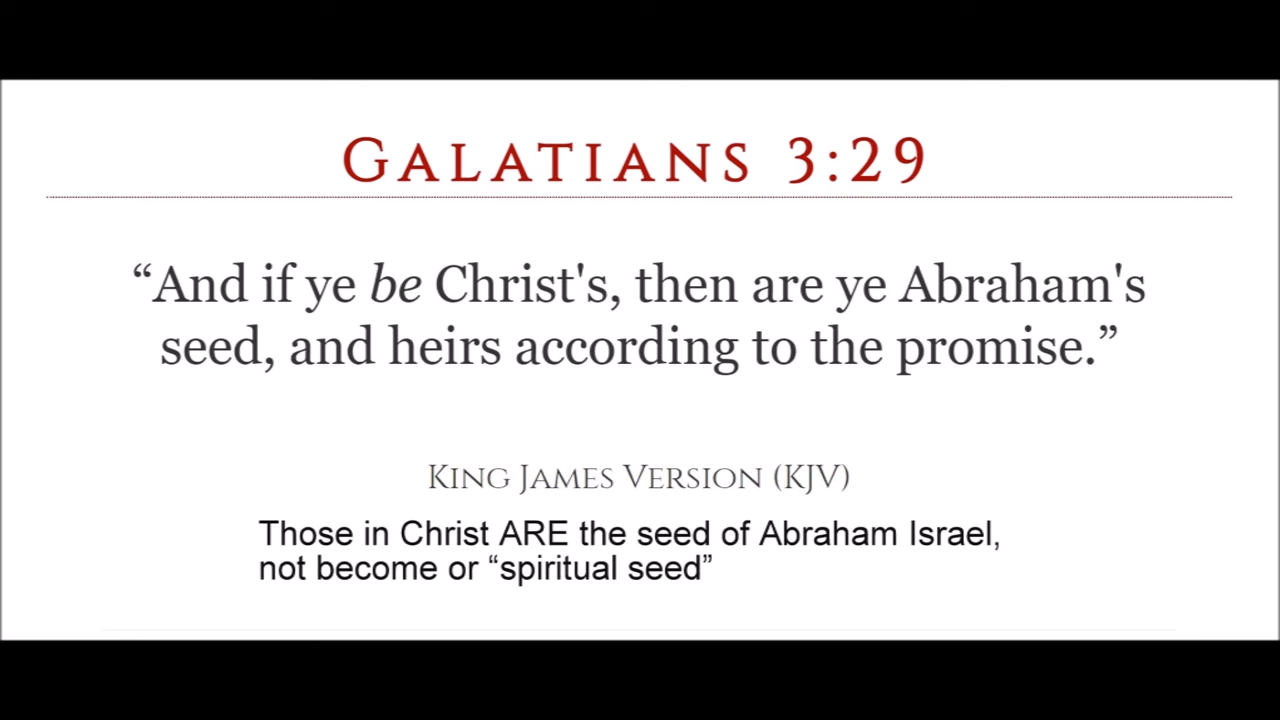 GALATIANS 3:29
“And if ye be Christ's, then are ye Abraham's
seed, and heirs according to the promise.”
KING JAMES VERSION (KJV)
Those in Christ ARE the seed of Abraham Israel,
not become or “spiritual seed”